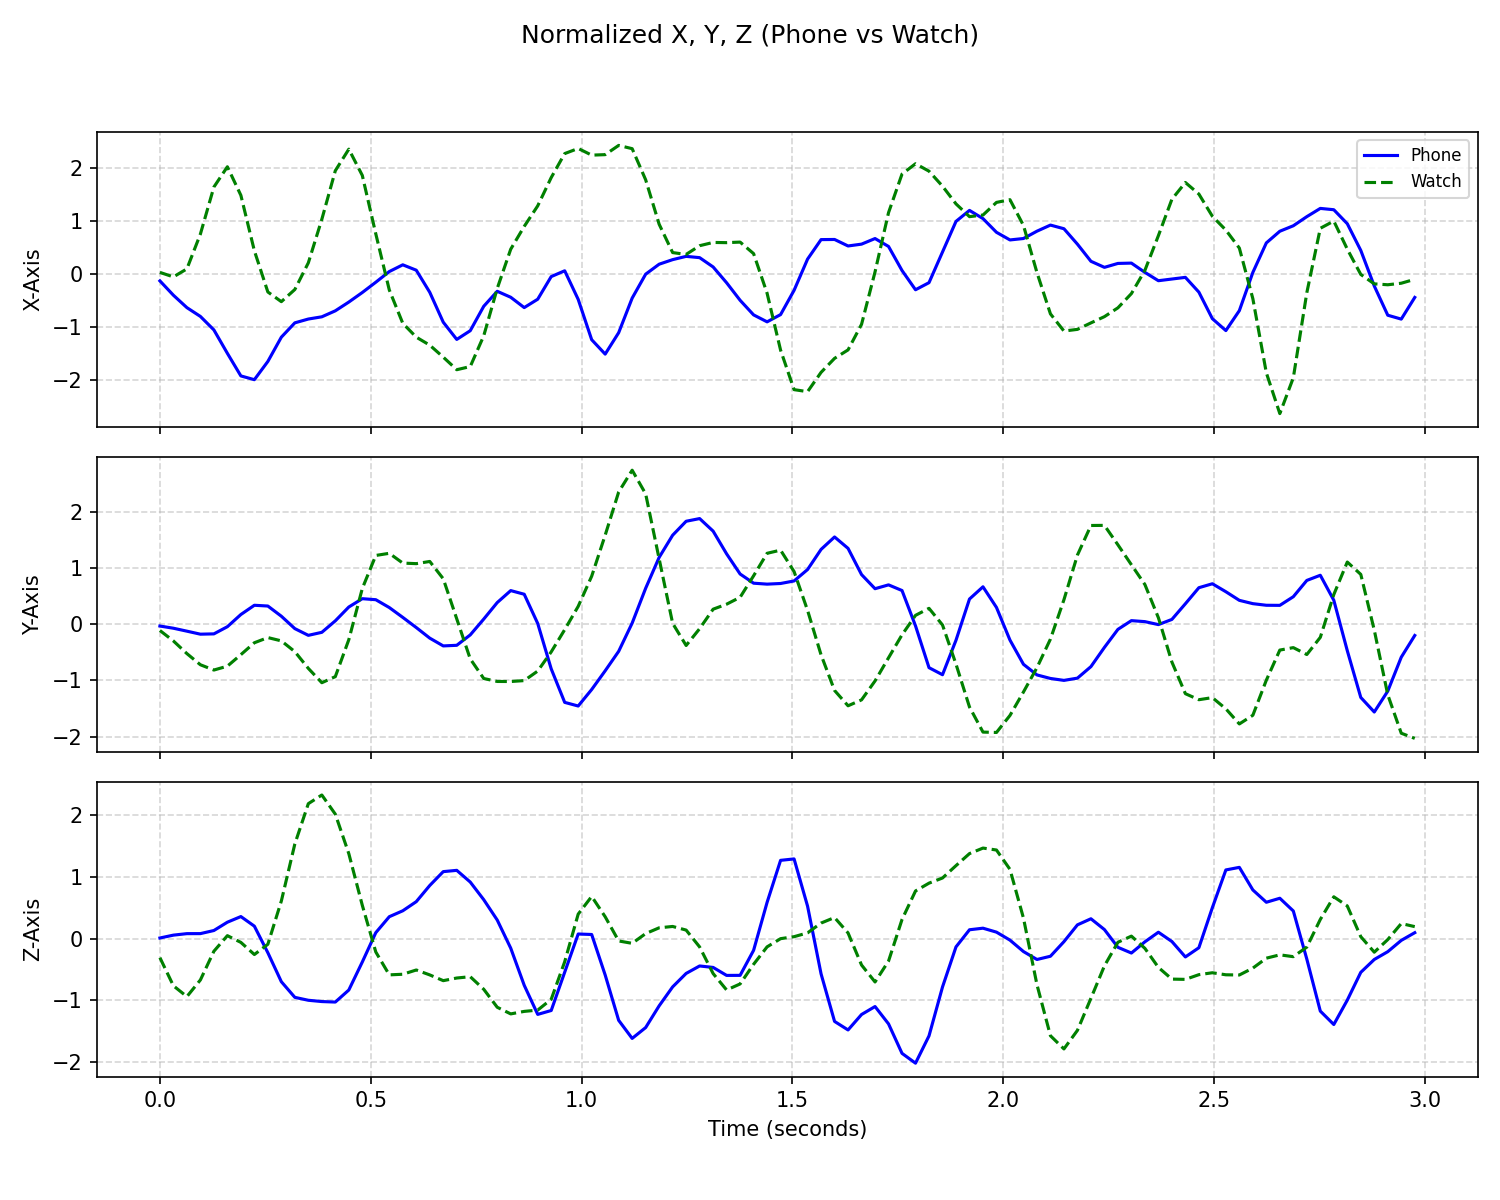 Normalized X, Y, Z (Phone vs Watch)
Phone
Watch
2
1
0
−1
−2
X-Axis
2
1
0
−1
−2
Y-Axis
2
1
0
−1
−2
Z-Axis
0.0 0.5 1.0 1.5 2.0 2.5 3.0
Time (seconds)